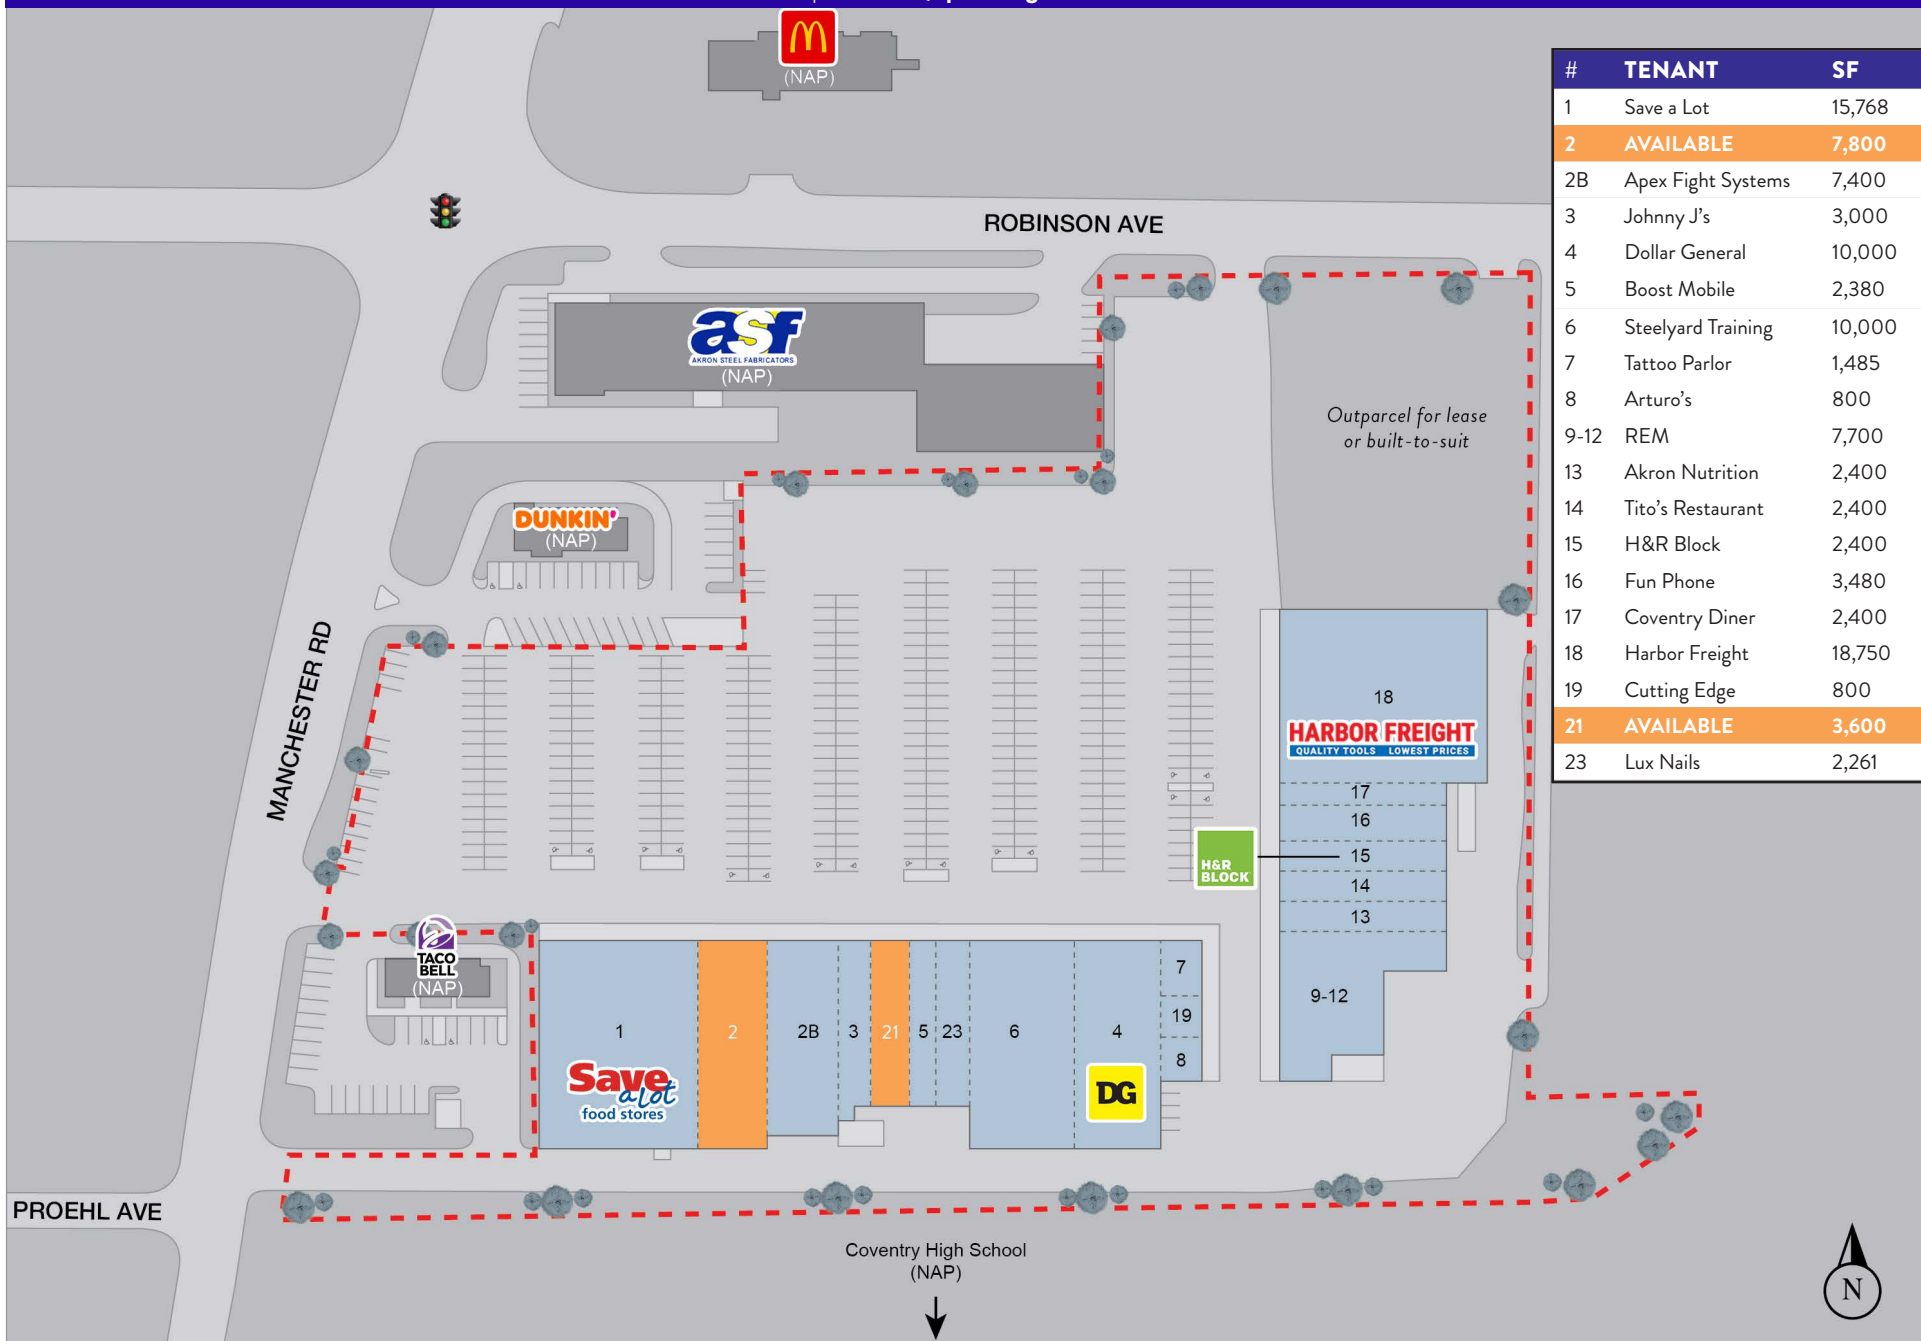 (NAP)
# TENANT SF
1 Save a Lot 15,768
2 AVAILABLE 7,800
2B Apex Fight Systems 7,400
3 Johnny J's 3,000
4 Dollar General 10,000
5 Boost Mobile 2,380
6 Steelyard Training 10,000
7 Tattoo Parlor 1,485
8 Arturo's 800
9-12 REM 7,700
13 Akron Nutrition 2,400
14 Tito's Restaurant 2,400
15 H&R Block 2,400
16 Fun Phone 3,480
17 Coventry Diner 2,400
18 Harbor Freight 18,750
19 Cutting Edge 800
21 AVAILABLE 3,600
23 Lux Nails 2,261
ROBINSON AVE
asf
AKRON STEEL FABRICATORS
(NAP)
Outparcel for lease
or built-to-suit
DUNKIN'
(NAP)
MANCHESTER RD
18
HARBOR FREIGHT
QUALITY TOOLS LOWEST PRICES
17
16
H&R
BLOCK
15
14
13
9-12
TACO
BELL
(NAP)
1
2
2B
3
21
5
23
6
4
7
19
8
Save
a lot
food stores
DG
PROEHL AVE
Coventry High School
(NAP)
N